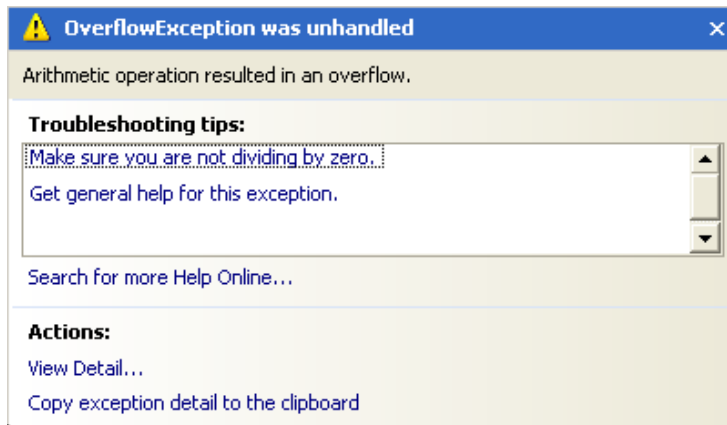 OverflowException was unhandled
Arithmetic operation resulted in an overflow.
Troubleshooting tips:
Make sure you are not dividing by zero.
Get general help for this exception.
Search for more Help Online...
Actions:
View Detail...
Copy exception detail to the clipboard